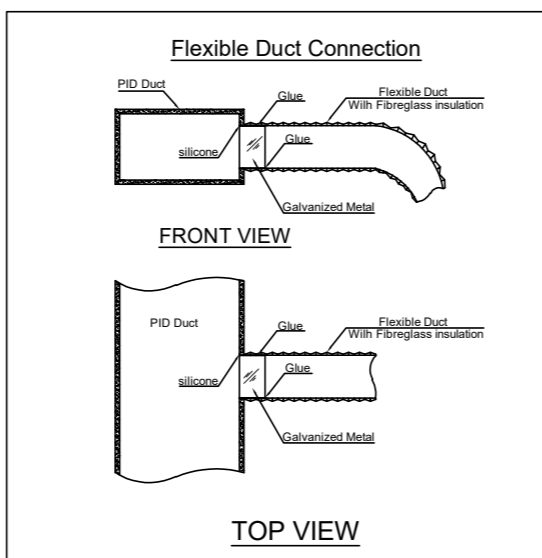 Flexible Duct Connection
PID Duct
Glue
Flexible Duct
Wilh Fibreglass insulation
silicone
Glue
Galvanized Metal
FRONT VIEW
PID Duct
Glue
Flexible Duct
Wilh Fibreglass insulation
silicone
Glue
Galvanized Metal
TOP VIEW